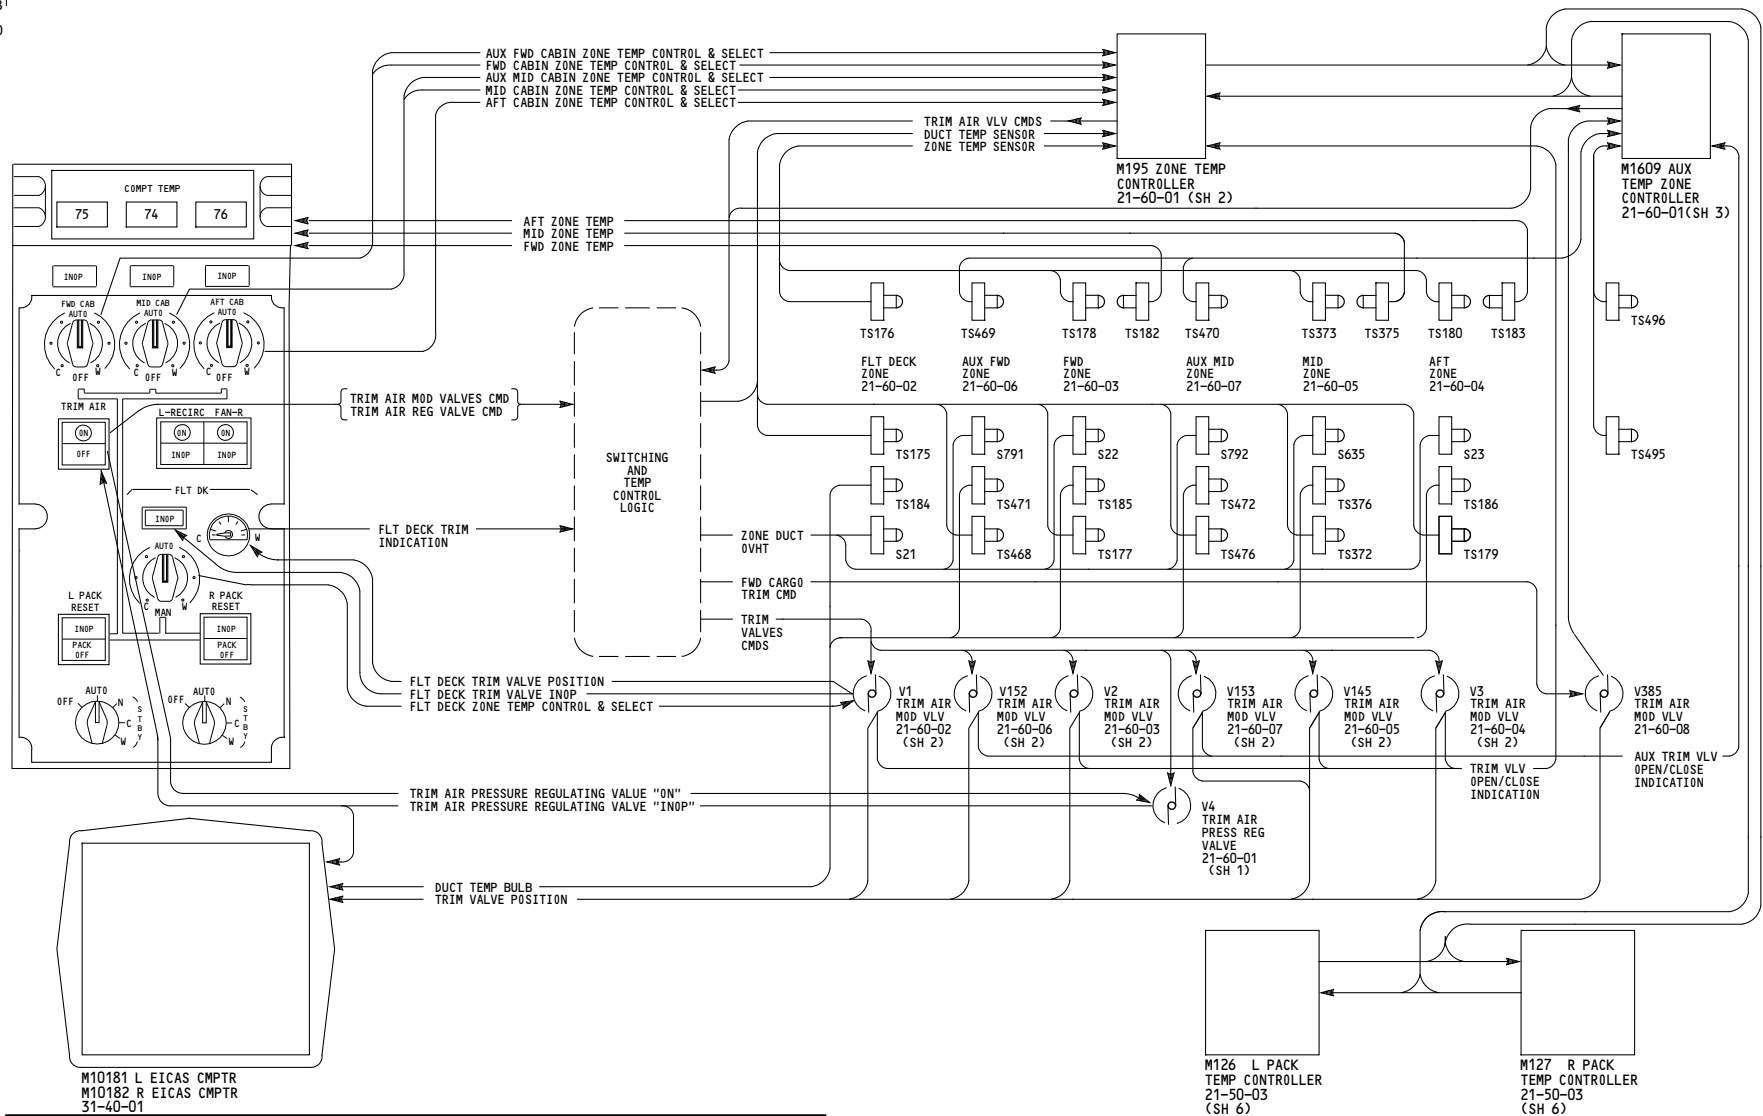 AUX FWD CABIN ZONE TEMP CONTROL & SELECT
FWD CABIN ZONE TEMP CONTROL & SELECT
AUX MID CABIN ZONE TEMP CONTROL & SELECT
MID CABIN ZONE TEMP CONTROL & SELECT
AFT CABIN ZONE TEMP CONTROL & SELECT
TRIM AIR VLV CMDS
DUCT TEMP SENSOR
ZONE TEMP SENSOR
M195 ZONE TEMP
CONTROLLER
21-60-01 (SH 2)
M1609 AUX
TEMP ZONE
CONTROLLER
21-60-01(SH 3)
COMPT TEMP
75 74 76
AFT ZONE TEMP
MID ZONE TEMP
FWD ZONE TEMP
INOP INOP INOP
FWD CAB MID CAB AFT CAB
AUTO AUTO AUTO
C OFF W C OFF W C OFF W
TRIM AIR
ON
OFF
L-RECIRC FAN-R
ON ON
INOP INOP
FLT DK
INOP
C W
AUTO
C MAN W
L PACK
RESET
INOP
PACK
OFF
R PACK
RESET
INOP
PACK
OFF
OFF AUTO N C W STBY
OFF AUTO N C W STBY
TRIM AIR MOD VALVES CMD
TRIM AIR REG VALVE CMD
FLT DECK TRIM
INDICATION
SWITCHING
AND
TEMP
CONTROL
LOGIC
TS176 TS469 TS178 TS182 TS470 TS373 TS375 TS180 TS183 TS496
FLT DECK
ZONE
21-60-02
AUX FWD
ZONE
21-60-06
FWD
ZONE
21-60-03
AUX MID
ZONE
21-60-07
MID
ZONE
21-60-05
AFT
ZONE
21-60-04
TS175 S791 S22 S792 S635 S23 TS495
TS184 TS471 TS185 TS472 TS376 TS186
S21 TS468 TS177 TS476 TS372 TS179
ZONE DUCT
OVHT
FWD CARGO
TRIM CMD
TRIM
VALVES
CMDS
FLT DECK TRIM VALVE POSITION
FLT DECK TRIM VALVE INOP
FLT DECK ZONE TEMP CONTROL & SELECT
V1
TRIM AIR
MOD VLV
21-60-02
(SH 2)
V152
TRIM AIR
MOD VLV
21-60-06
(SH 2)
V2
TRIM AIR
MOD VLV
21-60-03
(SH 2)
V153
TRIM AIR
MOD VLV
21-60-07
(SH 2)
V145
TRIM AIR
MOD VLV
21-60-05
(SH 2)
V3
TRIM AIR
MOD VLV
21-60-04
(SH 2)
V385
TRIM AIR
MOD VLV
21-60-08
AUX TRIM VLV
OPEN/CLOSE
INDICATION
TRIM VLV
OPEN/CLOSE
INDICATION
TRIM AIR PRESSURE REGULATING VALUE "ON"
TRIM AIR PRESSURE REGULATING VALVE "INOP"
V4
TRIM AIR
PRESS REG
VALVE
21-60-01
(SH 1)
DUCT TEMP BULB
TRIM VALVE POSITION
M10181 L EICAS CMPTR
M10182 R EICAS CMPTR
31-40-01
M126 L PACK
TEMP CONTROLLER
21-50-03
(SH 6)
M127 R PACK
TEMP CONTROLLER
21-50-03
(SH 6)